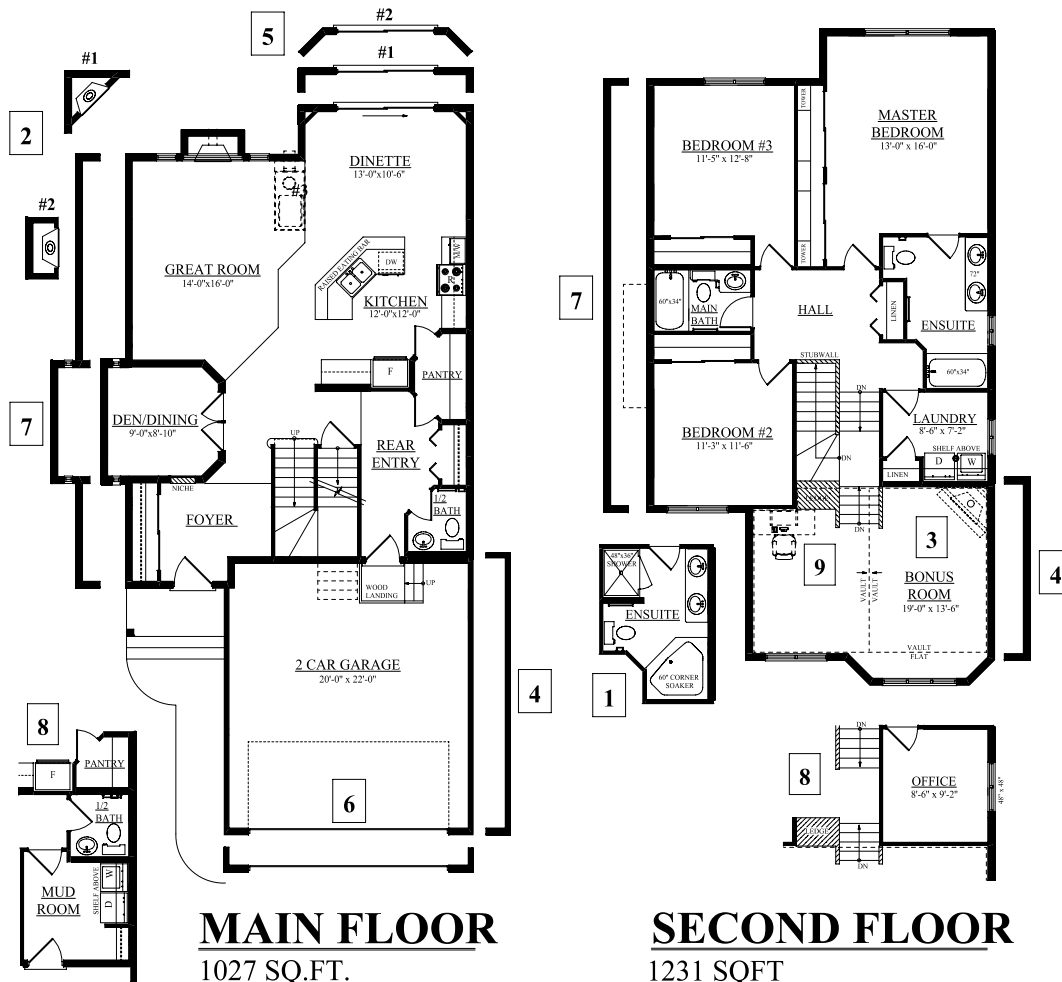 #2
5
#1
#1
2
#2
DINETTE
13'-0"x10'-6"
#3
GREAT ROOM
14'-0"x16'-0"
RAISED EATING BAR
DW
M/W
KITCHEN
12'-0"x12'-0"
F
PANTRY
7
DEN/DINING
9'-0"x8'-10"
UP
REAR
ENTRY
NICHE
FOYER
1/2
BATH
WOOD
LANDING
UP
2 CAR GARAGE
20'-0" x 22'-0"
4
6
8
F
PANTRY
1/2
BATH
MUD
ROOM
SHELF ABOVE
W
D
MAIN FLOOR
1027 SQ.FT.
7
BEDROOM #3
11'-5" x 12'-8"
TOWER
TOWER
MASTER
BEDROOM
13'-0" x 16'-0"
60"x34"
MAIN
BATH
HALL
LINEN
72"
ENSUITE
60"x34"
STUBWALL
DN
DN
BEDROOM #2
11'-3" x 11'-6"
LAUNDRY
8'-6" x 7'-2"
SHELF ABOVE
LINEN
D
W
DN
9
3
VAULT
VAULT
BONUS
ROOM
19'-0" x 13'-6"
VAULT
FLAT
4
48"x36"
SHOWER
ENSUITE
60" CORNER
SOAKER
1
8
DN
OFFICE
8'-6" x 9'-2"
48" x 48"
LEDGE
DN
SECOND FLOOR
1231 SQFT